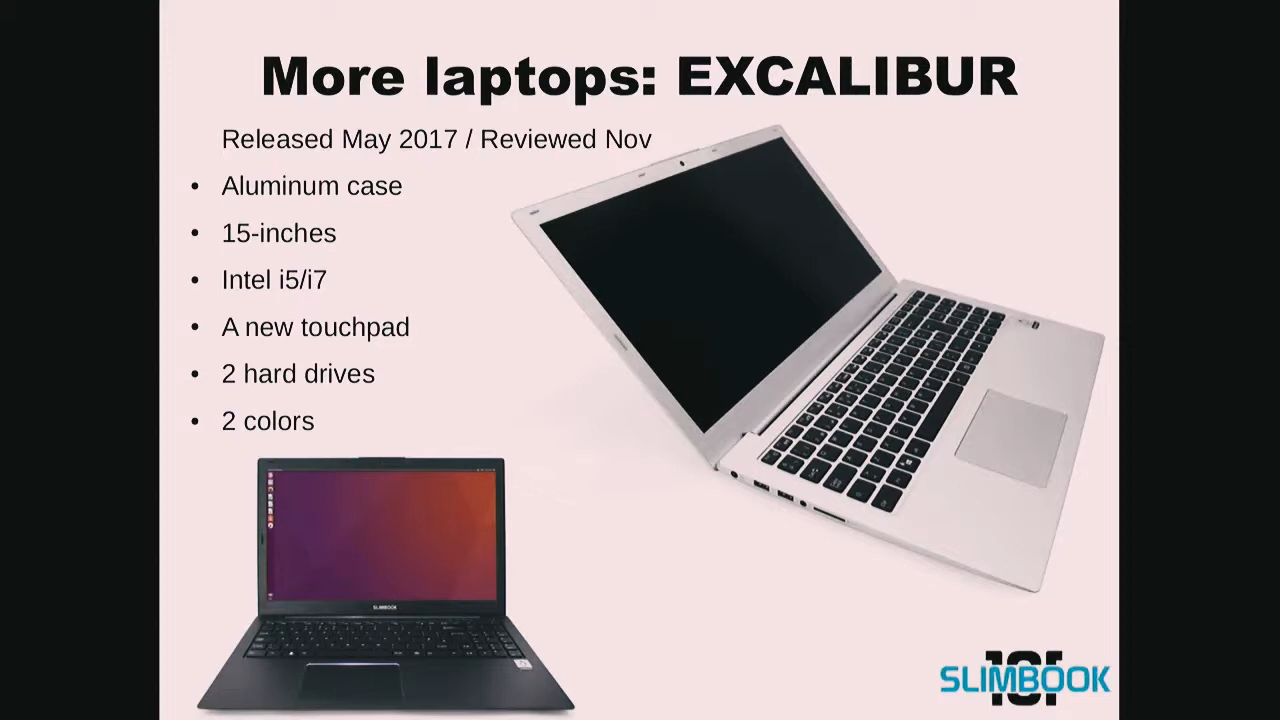 More laptops: EXCALIBUR
Released May 2017 / Reviewed Nov
• Aluminum case
• 15-inches
• Intel i5/i7
• A new touchpad
• 2 hard drives
• 2 colors
SLIMBOOK
101
SLIMBOOK